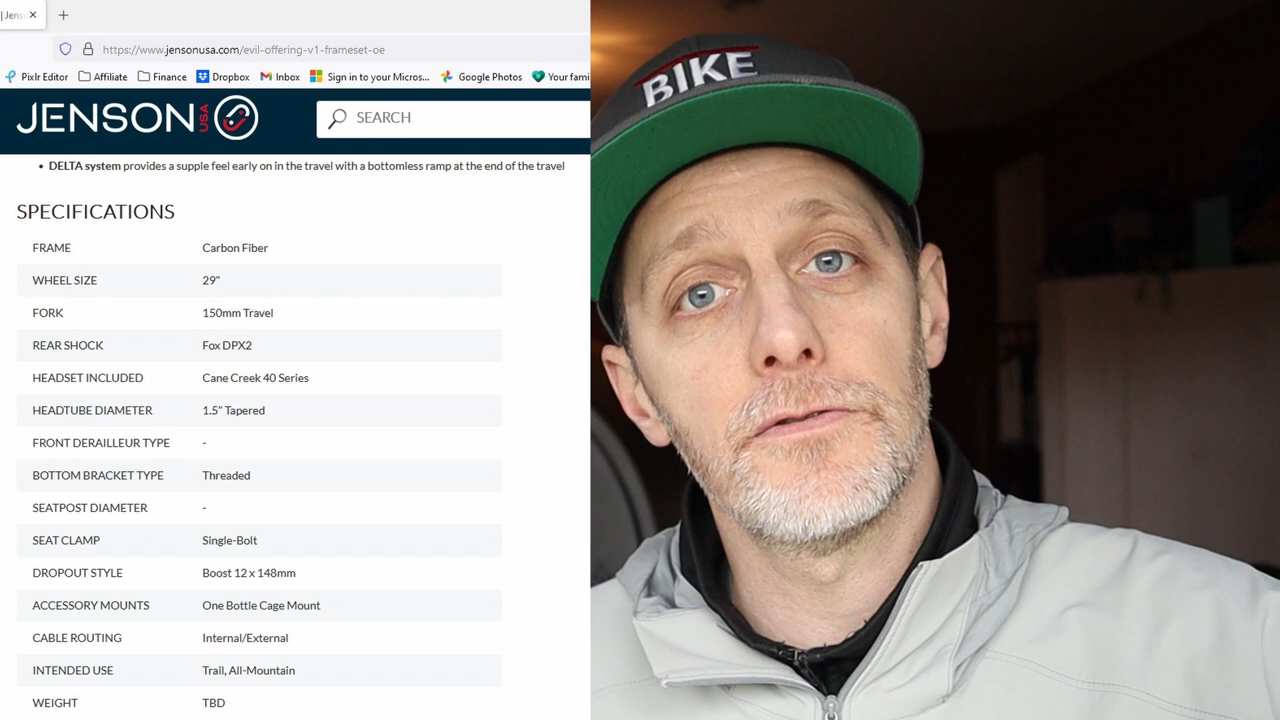 | Jens
https://www.jensonusa.com/evil-offering-v1-frameset-oe
Pixlr Editor Affiliate Finance Dropbox Inbox Sign in to your Micros... Google Photos Your fami
JENSON USA SEARCH
• DELTA system provides a supple feel early on in the travel with a bottomless ramp at the end of the travel
SPECIFICATIONS
FRAME Carbon Fiber
WHEEL SIZE 29"
FORK 150mm Travel
REAR SHOCK Fox DPX2
HEADSET INCLUDED Cane Creek 40 Series
HEADTUBE DIAMETER 1.5" Tapered
FRONT DERAILLEUR TYPE -
BOTTOM BRACKET TYPE Threaded
SEATPOST DIAMETER -
SEAT CLAMP Single-Bolt
DROPOUT STYLE Boost 12 x 148mm
ACCESSORY MOUNTS One Bottle Cage Mount
CABLE ROUTING Internal/External
INTENDED USE Trail, All-Mountain
WEIGHT TBD
BIKE